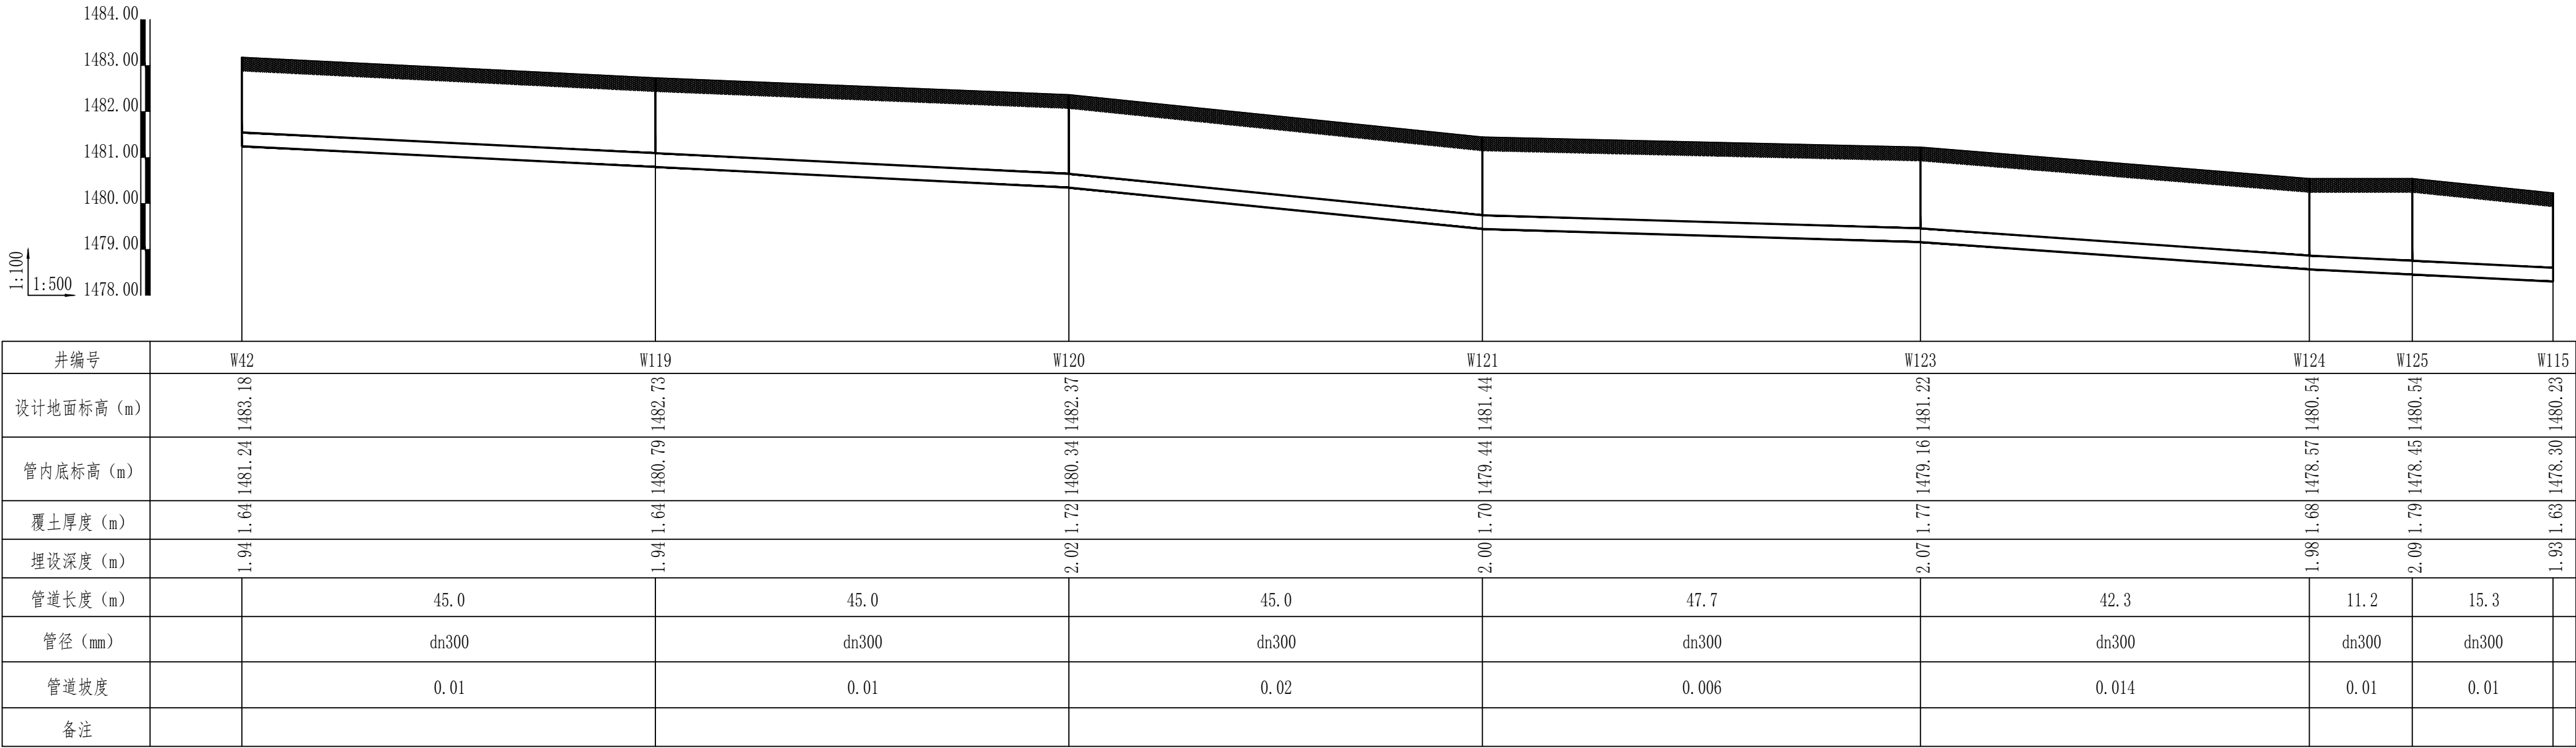 1484.00
1483.00
1482.00
1481.00
1480.00
1479.00
1478.00
1:100
1:500
井编号 W42 W119 W120 W121 W123 W124 W125 W115
设计地面标高（m） 1483.18 1482.73 1482.37 1481.44 1481.22 1480.54 1480.54 1480.23
管内底标高（m） 1481.24 1480.79 1480.34 1479.44 1479.16 1478.57 1478.45 1478.30
覆土厚度（m） 1.64 1.64 1.72 1.70 1.77 1.68 1.79 1.63
埋设深度（m） 1.94 1.94 2.02 2.00 2.07 1.98 2.09 1.93
管道长度（m） 45.0 45.0 45.0 47.7 42.3 11.2 15.3
管径（mm） dn300 dn300 dn300 dn300 dn300 dn300 dn300
管道坡度 0.01 0.01 0.02 0.006 0.014 0.01 0.01
备注